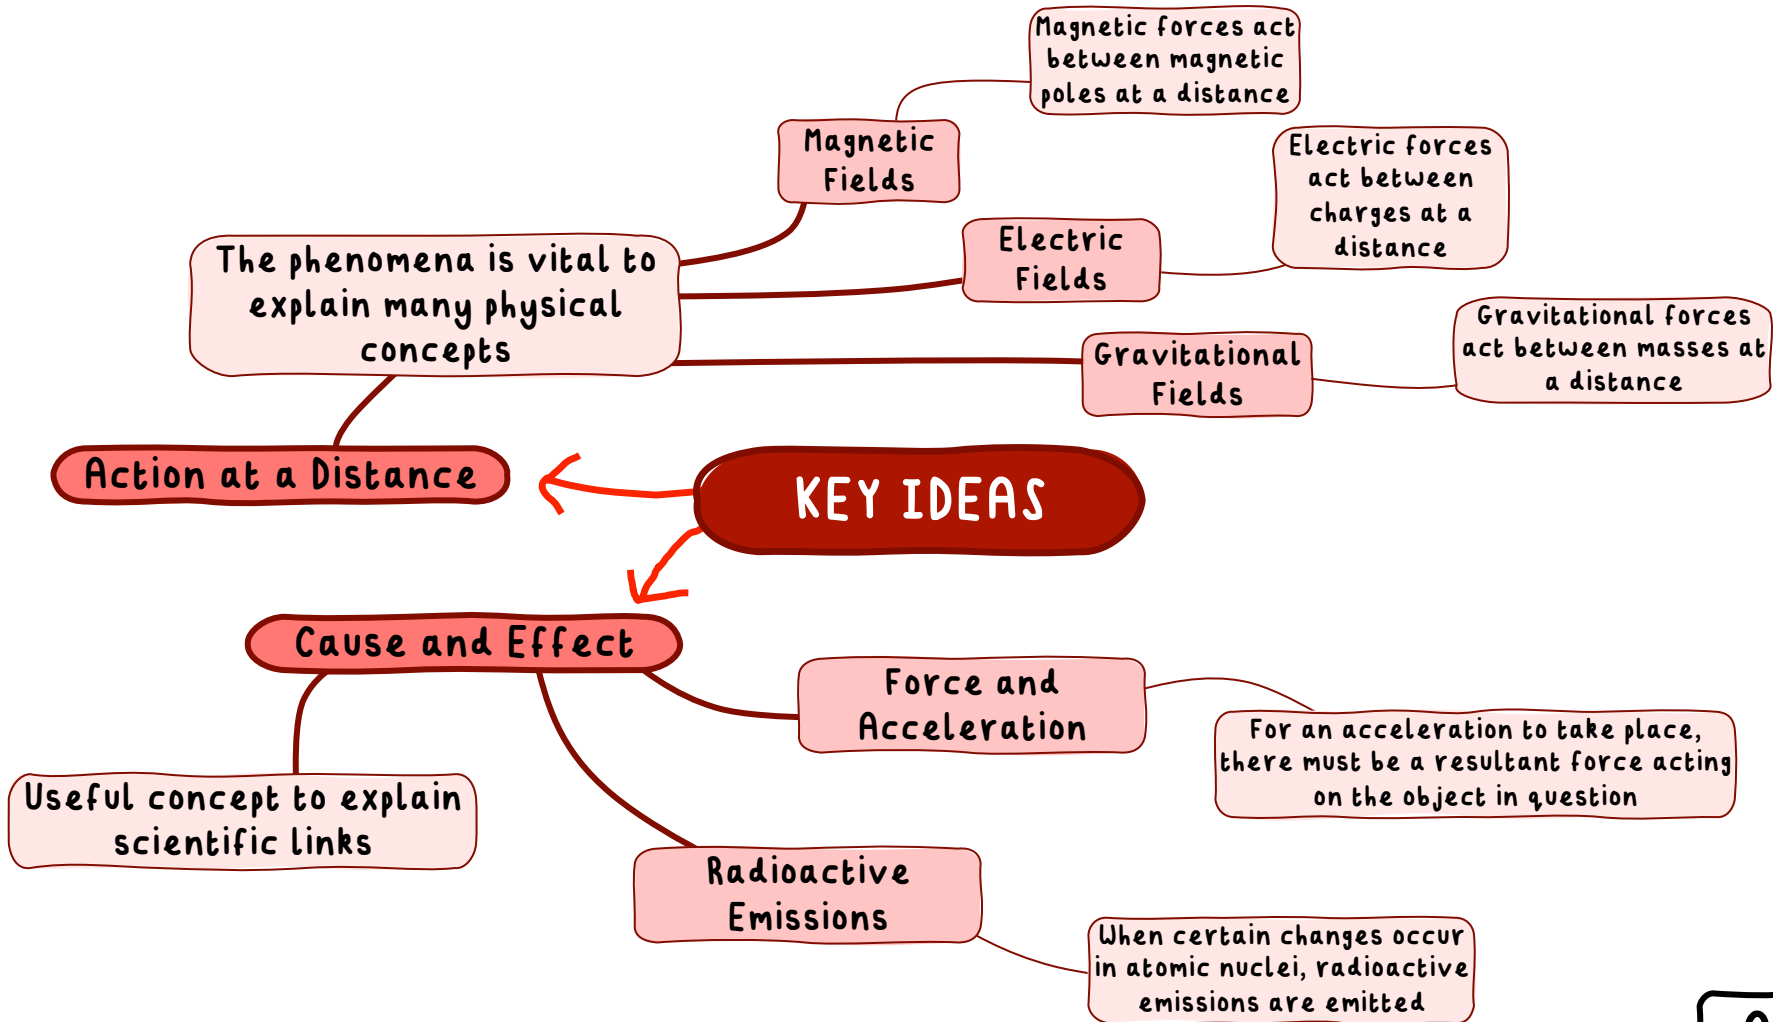 Magnetic forces act
between magnetic
poles at a distance
Magnetic
Fields
Electric forces
act between
charges at a
distance
Electric
Fields
The phenomena is vital to
explain many physical
concepts
Gravitational forces
act between masses at
a distance
Gravitational
Fields
Action at a Distance
KEY IDEAS
Cause and Effect
Force and
Acceleration
For an acceleration to take place,
there must be a resultant force acting
on the object in question
Useful concept to explain
scientific links
Radioactive
Emissions
When certain changes occur
in atomic nuclei, radioactive
emissions are emitted